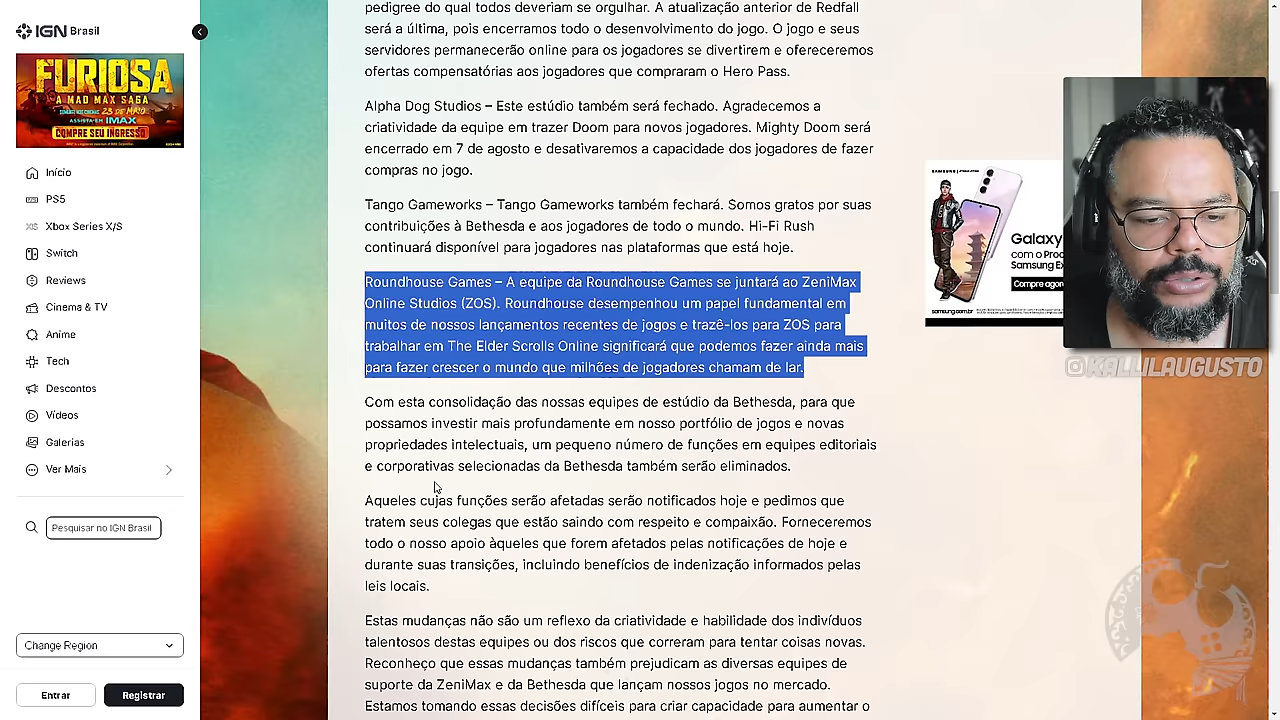 IGN Brasil
FURIOSA
A MAD MAX SAGA
23 DE MAIO
ASSISTA EM IMAX
COMPRE SEU INGRESSO
Início
PS5
XS Xbox Series X/S
Switch
Reviews
Cinema & TV
Anime
Tech
Descontos
Vídeos
Galerias
Ver Mais
Pesquisar no IGN Brasil
Change Region
Entrar
Registrar
pedigree do qual todos deveriam se orgulhar. A atualização anterior de Redfall
será a última, pois encerramos todo o desenvolvimento do jogo. O jogo e seus
servidores permanecerão online para os jogadores se divertirem e ofereceremos
ofertas compensatórias aos jogadores que compraram o Hero Pass.
Alpha Dog Studios – Este estúdio também será fechado. Agradecemos a
criatividade da equipe em trazer Doom para novos jogadores. Mighty Doom será
encerrado em 7 de agosto e desativaremos a capacidade dos jogadores de fazer
compras no jogo.
Tango Gameworks – Tango Gameworks também fechará. Somos gratos por suas
contribuições à Bethesda e aos jogadores de todo o mundo. Hi-Fi Rush
continuará disponível para jogadores nas plataformas que está hoje.
Roundhouse Games – A equipe da Roundhouse Games se juntará ao ZeniMax
Online Studios (ZOS). Roundhouse desempenhou um papel fundamental em
muitos de nossos lançamentos recentes de jogos e trazê-los para ZOS para
trabalhar em The Elder Scrolls Online significará que podemos fazer ainda mais
para fazer crescer o mundo que milhões de jogadores chamam de lar.
Com esta consolidação das nossas equipes de estúdio da Bethesda, para que
possamos investir mais profundamente em nosso portfólio de jogos e novas
propriedades intelectuais, um pequeno número de funções em equipes editoriais
e corporativas selecionadas da Bethesda também serão eliminados.
Aqueles cujas funções serão afetadas serão notificados hoje e pedimos que
tratem seus colegas que estão saindo com respeito e compaixão. Forneceremos
todo o nosso apoio àqueles que forem afetados pelas notificações de hoje e
durante suas transições, incluindo benefícios de indenização informados pelas
leis locais.
Estas mudanças não são um reflexo da criatividade e habilidade dos indivíduos
talentosos destas equipes ou dos riscos que correram para tentar coisas novas.
Reconheço que essas mudanças também prejudicam as diversas equipes de
suporte da ZeniMax e da Bethesda que lançam nossos jogos no mercado.
Estamos tomando essas decisões difíceis para criar capacidade para aumentar o
SAMSUNG
Galaxy
com o Proc
Samsung Ex
Compre agor
samsung.com.br
@KALLILAUGUSTO